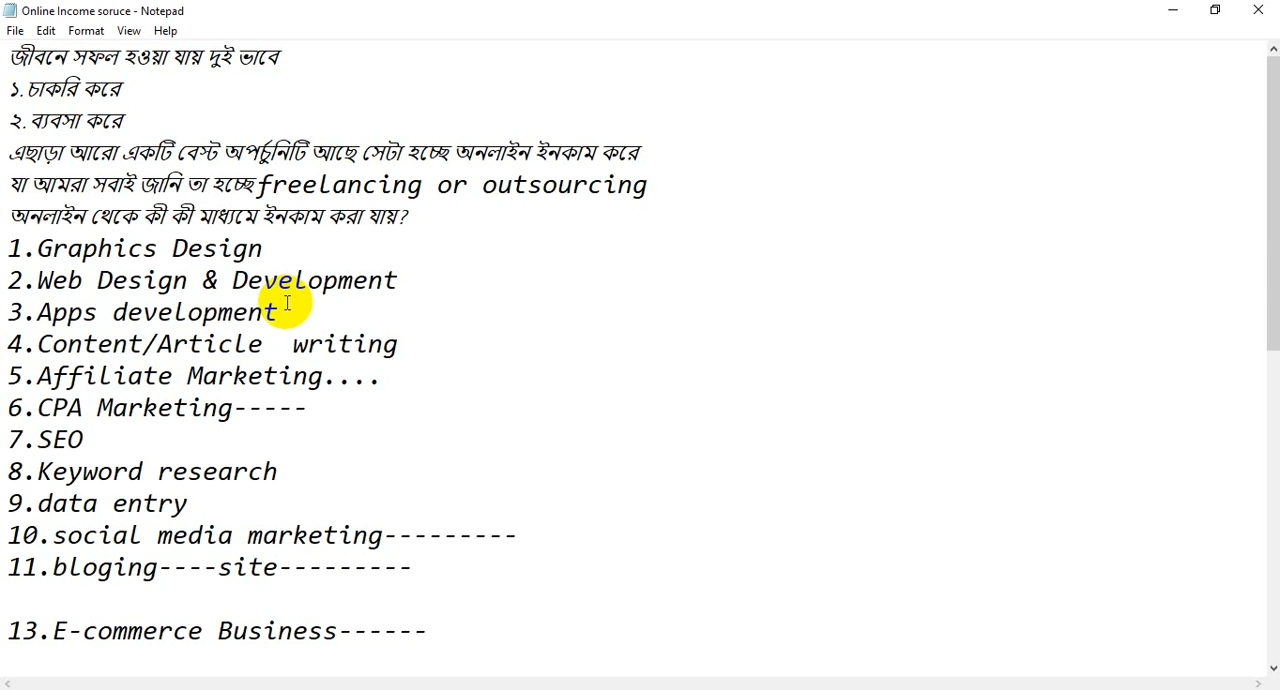 Online Income soruce - Notepad
File Edit Format View Help
জীবনে সফল হওয়া যায় দুই ভাবে
১.চাকরি করে
২.ব্যবসা করে
এছাড়া আরো একটি বেস্ট অপর্চুনিটি আছে সেটা হচ্ছে অনলাইন ইনকাম করে
যা আমরা সবাই জানি তা হচ্ছে freelancing or outsourcing
অনলাইন থেকে কী কী মাধ্যমে ইনকাম করা যায়?
1.Graphics Design
2.Web Design & Development
3.Apps development
4.Content/Article  writing
5.Affiliate Marketing....
6.CPA Marketing-----
7.SEO
8.Keyword research
9.data entry
10.social media marketing---------
11.bloging----site---------
13.E-commerce Business------